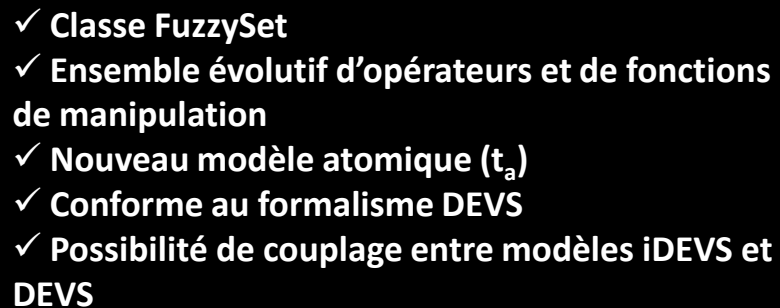 ✓ Classe FuzzySet
✓ Ensemble évolutif d'opérateurs et de fonctions
de manipulation
✓ Nouveau modèle atomique (ta)
✓ Conforme au formalisme DEVS
✓ Possibilité de couplage entre modèles iDEVS et
DEVS